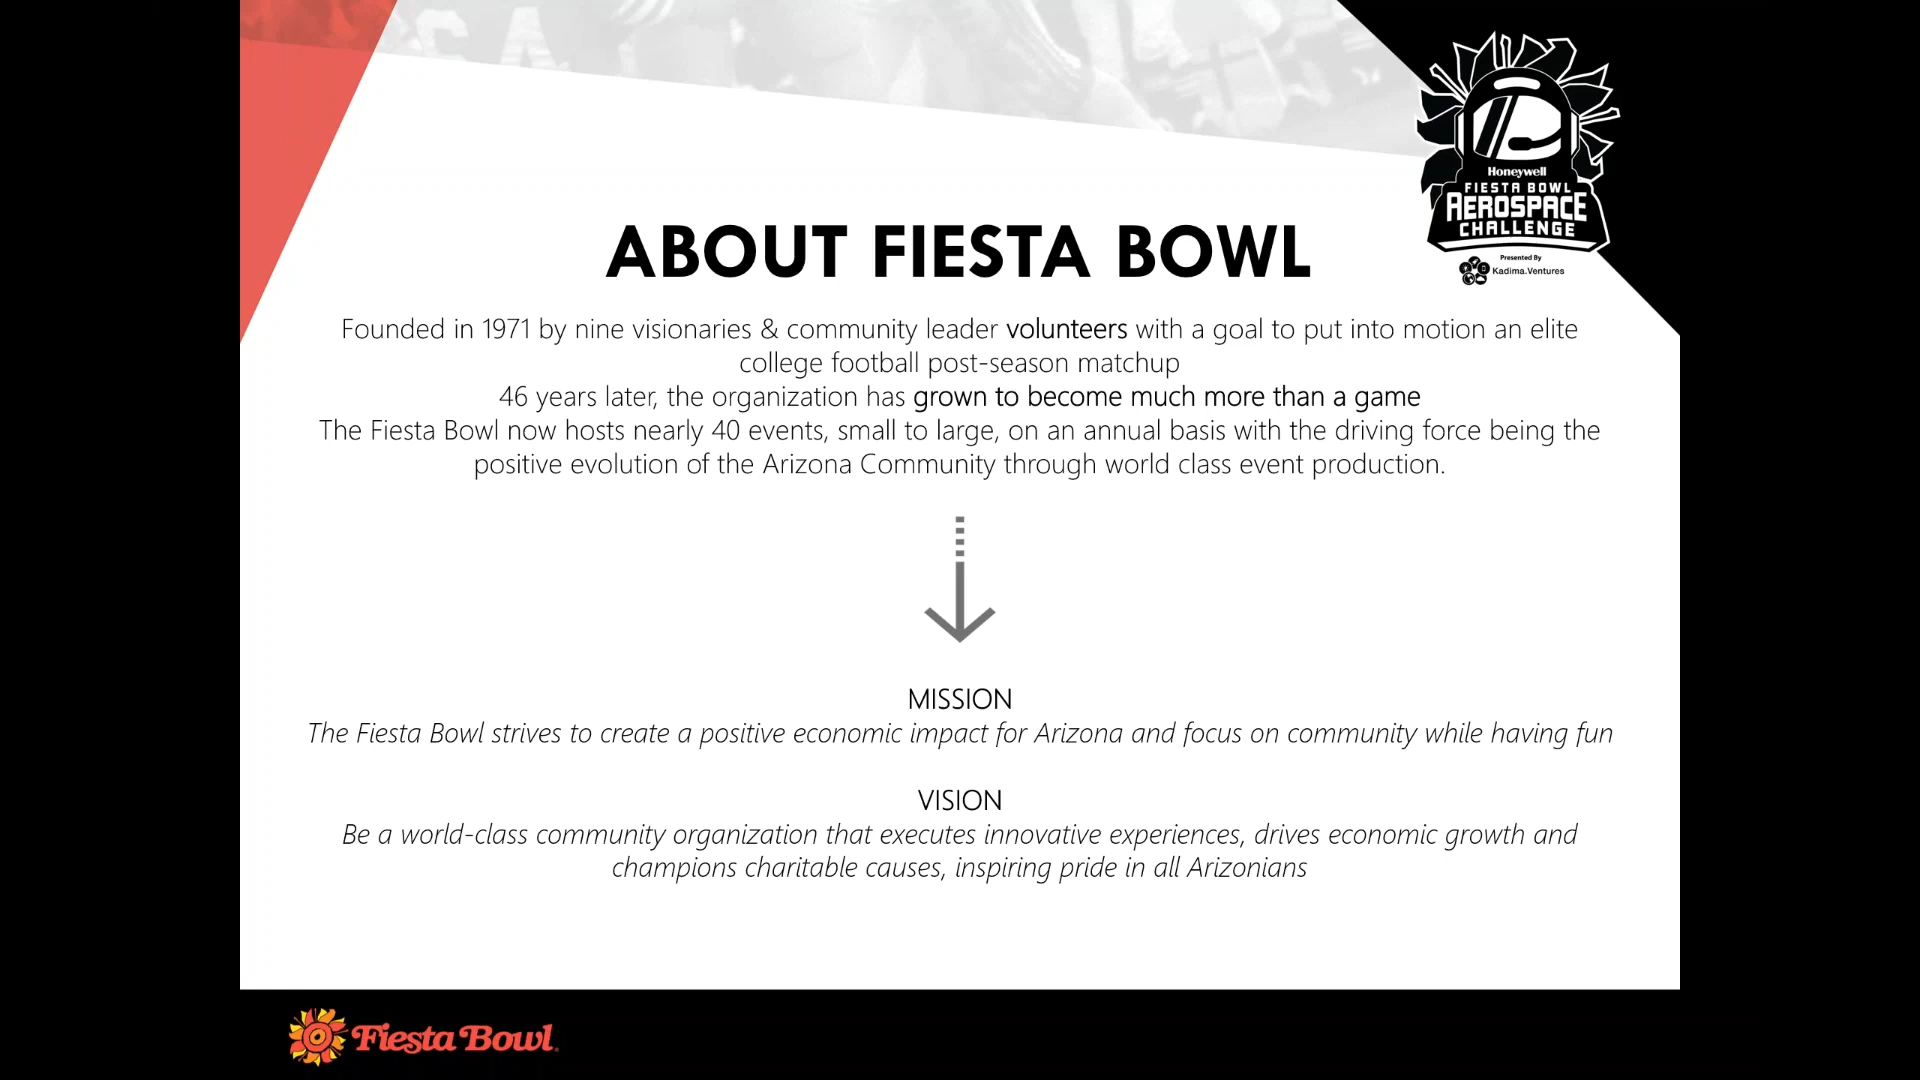 Honeywell
FIESTA BOWL
AEROSPACE
CHALLENGE
Presented By
Kadima.Ventures
ABOUT FIESTA BOWL
Founded in 1971 by nine visionaries & community leader volunteers with a goal to put into motion an elite
college football post-season matchup
46 years later, the organization has grown to become much more than a game
The Fiesta Bowl now hosts nearly 40 events, small to large, on an annual basis with the driving force being the
positive evolution of the Arizona Community through world class event production.
MISSION
The Fiesta Bowl strives to create a positive economic impact for Arizona and focus on community while having fun
VISION
Be a world-class community organization that executes innovative experiences, drives economic growth and
champions charitable causes, inspiring pride in all Arizonians
Fiesta Bowl